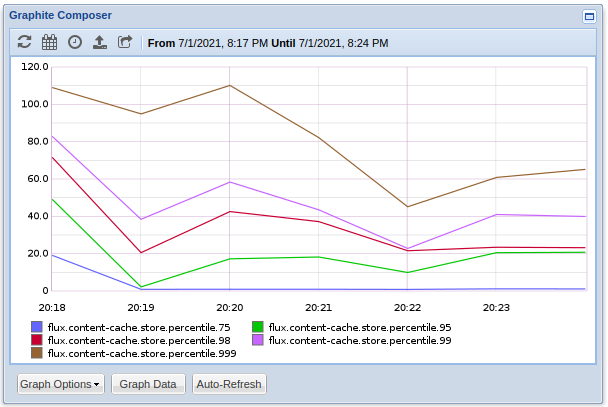 Graphite Composer
From 7/1/2021, 8:17 PM Until 7/1/2021, 8:24 PM
120.0
100.0
80.0
60.0
40.0
20.0
0
20:18 20:19 20:20 20:21 20:22 20:23
flux.content-cache.store.percentile.75 flux.content-cache.store.percentile.95
flux.content-cache.store.percentile.98 flux.content-cache.store.percentile.99
flux.content-cache.store.percentile.999
Graph Options Graph Data Auto-Refresh